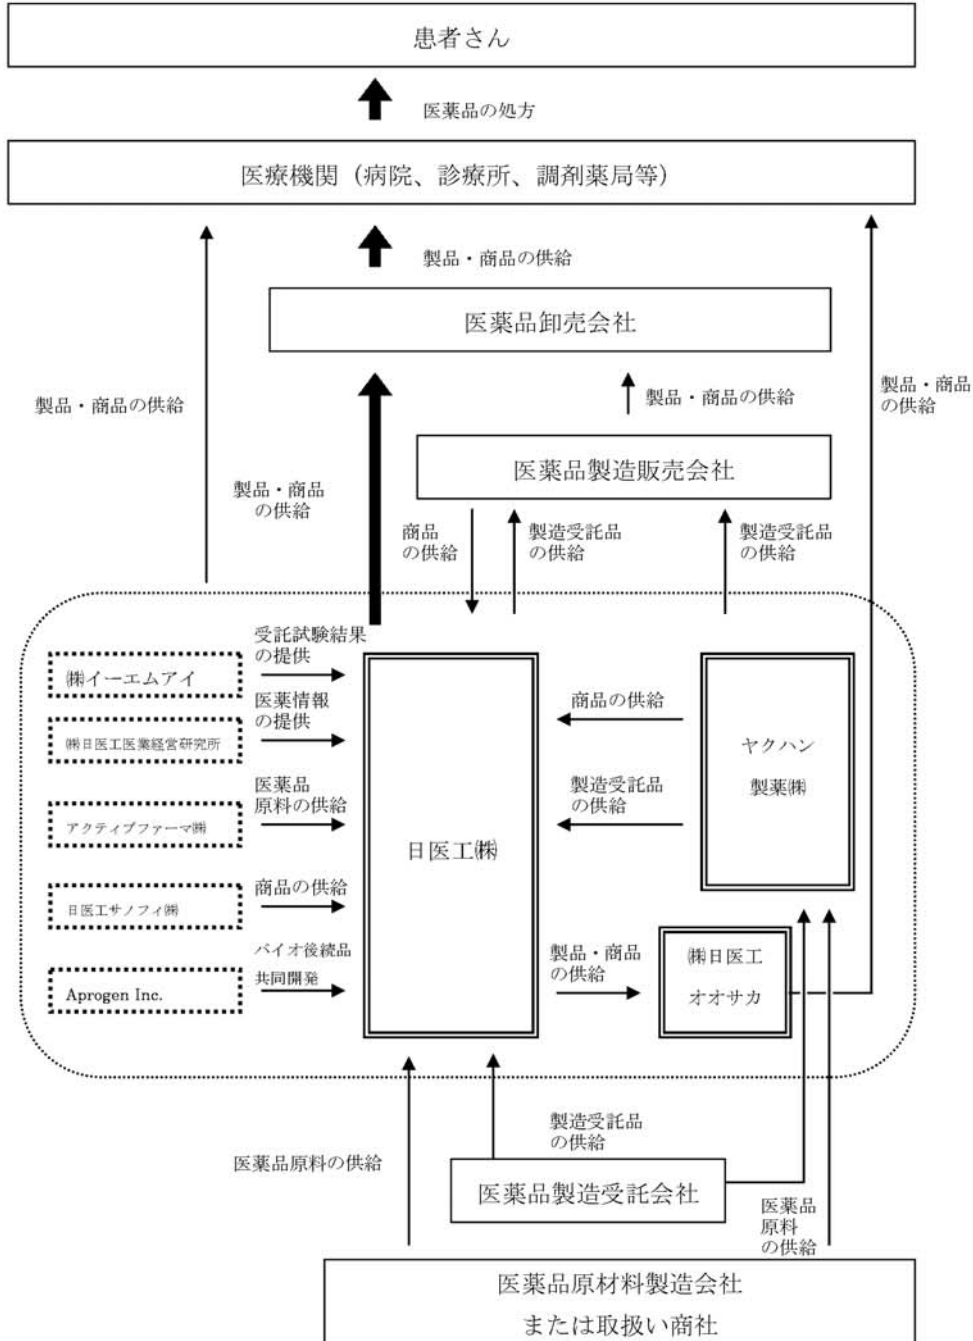 患者さん
医薬品の処方
医療機関（病院、診療所、調剤薬局等）
製品・商品の供給
医薬品卸売会社
製品・商品の供給
製品・商品
の供給
製品・商品の供給
医薬品製造販売会社
製品・商品
の供給
商品
の供給
製造受託品
の供給
製造受託品
の供給
㈱イーエムアイ
受託試験結果
の提供
㈱日医工医業経営研究所
医薬情報
の提供
アクティブファーマ㈱
医薬品
原料の供給
日医工サノフィ㈱
商品の供給
Aprogen Inc.
バイオ後続品
共同開発
日医工㈱
商品の供給
製造受託品
の供給
ヤクハン
製薬㈱
製品・商品
の供給
㈱日医工
オオサカ
医薬品原料の供給
製造受託品
の供給
医薬品製造受託会社
医薬品
原料
の供給
医薬品原材料製造会社
または取扱い商社